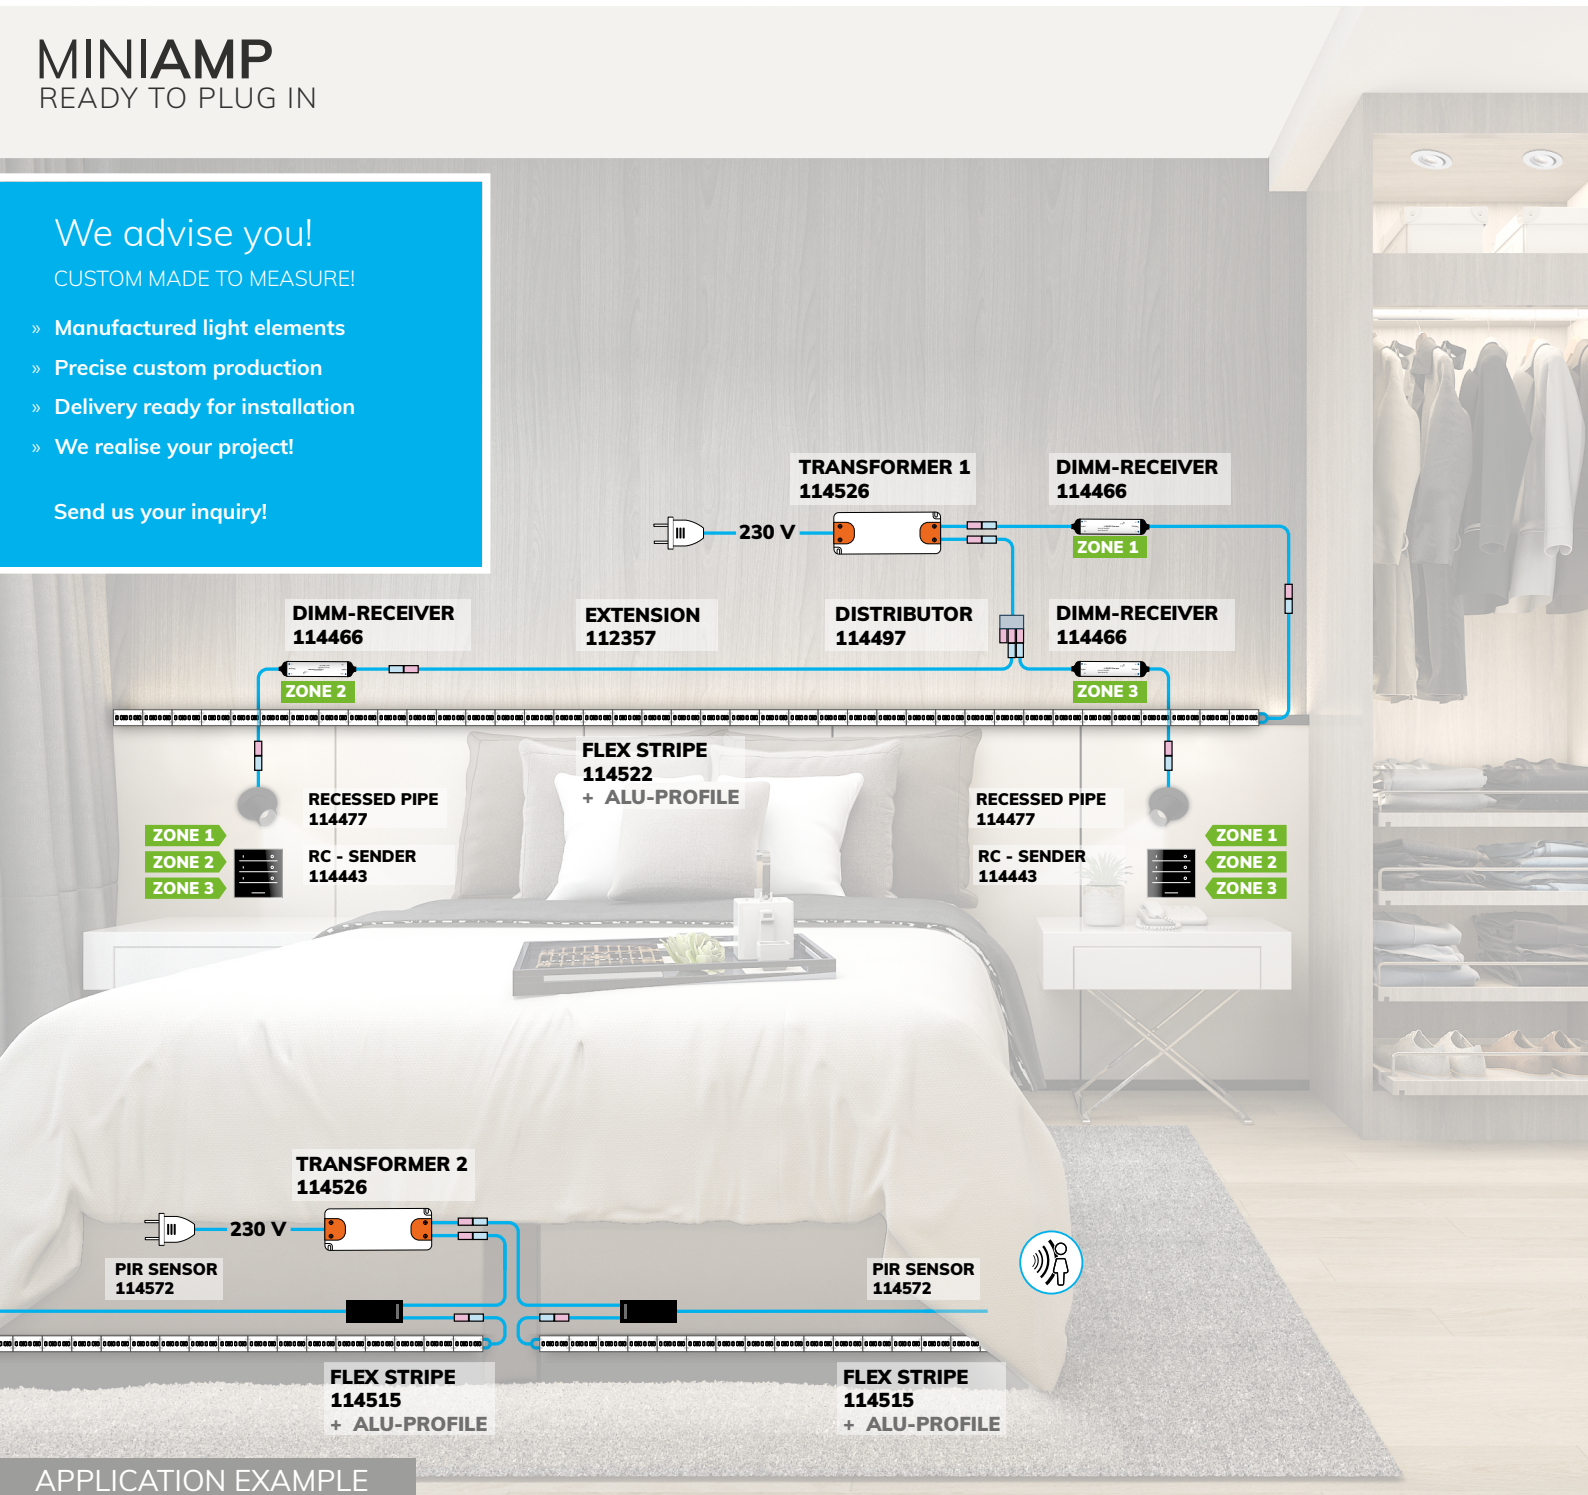 MINIAMP
READY TO PLUG IN
We advise you!
CUSTOM MADE TO MEASURE!
» Manufactured light elements
» Precise custom production
» Delivery ready for installation
» We realise your project!
Send us your inquiry!
TRANSFORMER 1
114526
DIMM-RECEIVER
114466
230 V
ZONE 1
DIMM-RECEIVER
114466
EXTENSION
112357
DISTRIBUTOR
114497
DIMM-RECEIVER
114466
ZONE 2
ZONE 3
FLEX STRIPE
114522
+ ALU-PROFILE
RECESSED PIPE
114477
RECESSED PIPE
114477
ZONE 1
ZONE 2
ZONE 3
RC - SENDER
114443
RC - SENDER
114443
ZONE 1
ZONE 2
ZONE 3
TRANSFORMER 2
114526
230 V
PIR SENSOR
114572
PIR SENSOR
114572
FLEX STRIPE
114515
+ ALU-PROFILE
FLEX STRIPE
114515
+ ALU-PROFILE
APPLICATION EXAMPLE